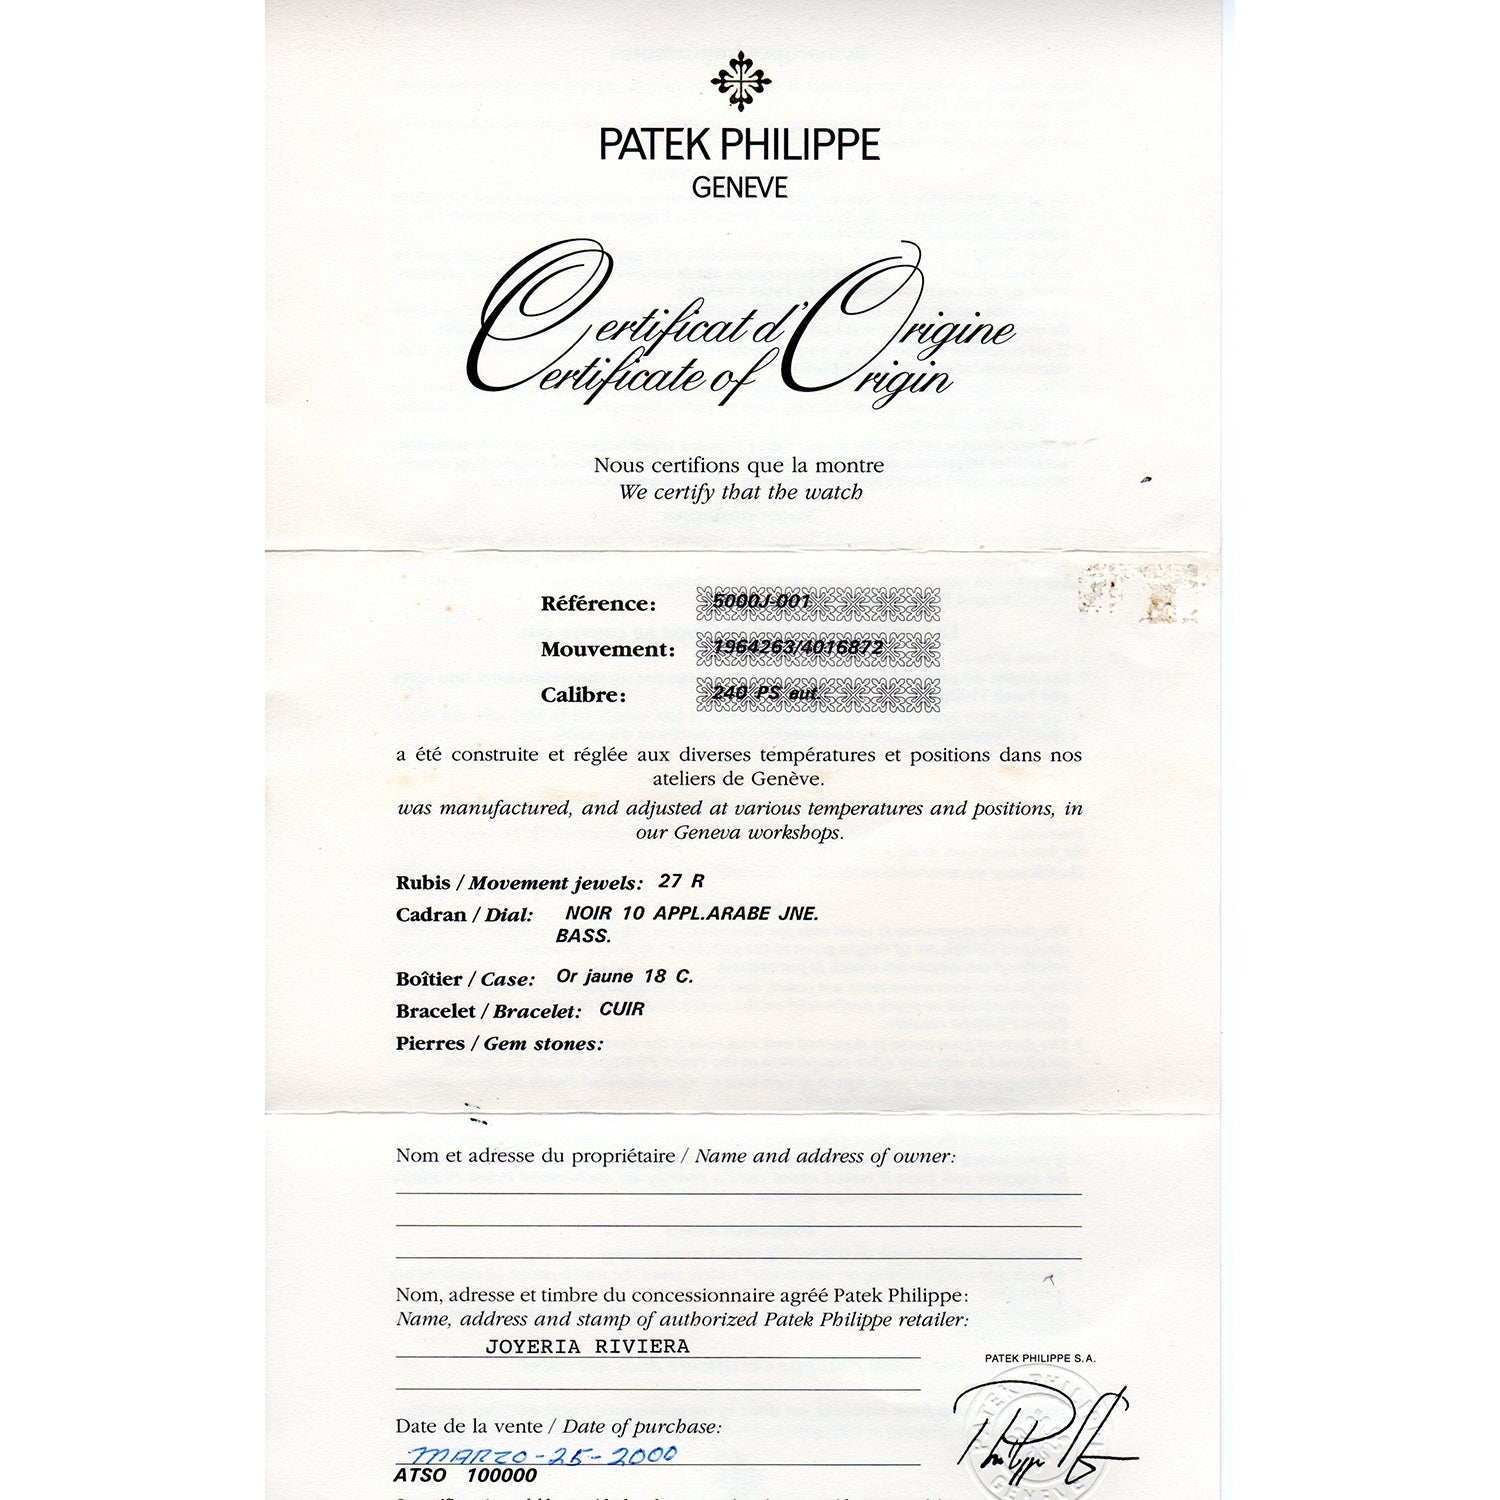 PATEK PHILIPPE
GENEVE
Certificat d'Origine
Certificate of Origin
Nous certifions que la montre
We certify that the watch
Référence: 5000J-001
Mouvement: 1964263/4016872
Calibre: 240 PS aut.
a été construite et réglée aux diverses températures et positions dans nos
ateliers de Genève.
was manufactured, and adjusted at various temperatures and positions, in
our Geneva workshops.
Rubis / Movement jewels: 27 R
Cadran / Dial: NOIR 10 APPL.ARABE JNE.
BASS.
Boîtier / Case: Or jaune 18 C.
Bracelet / Bracelet: CUIR
Pierres / Gem stones:
Nom et adresse du propriétaire / Name and address of owner:
Nom, adresse et timbre du concessionnaire agréé Patek Philippe:
Name, address and stamp of authorized Patek Philippe retailer:
JOYERIA RIVIERA
PATEK PHILIPPE S.A.
Date de la vente / Date of purchase:
MARZO-25-2000
ATSO 100000